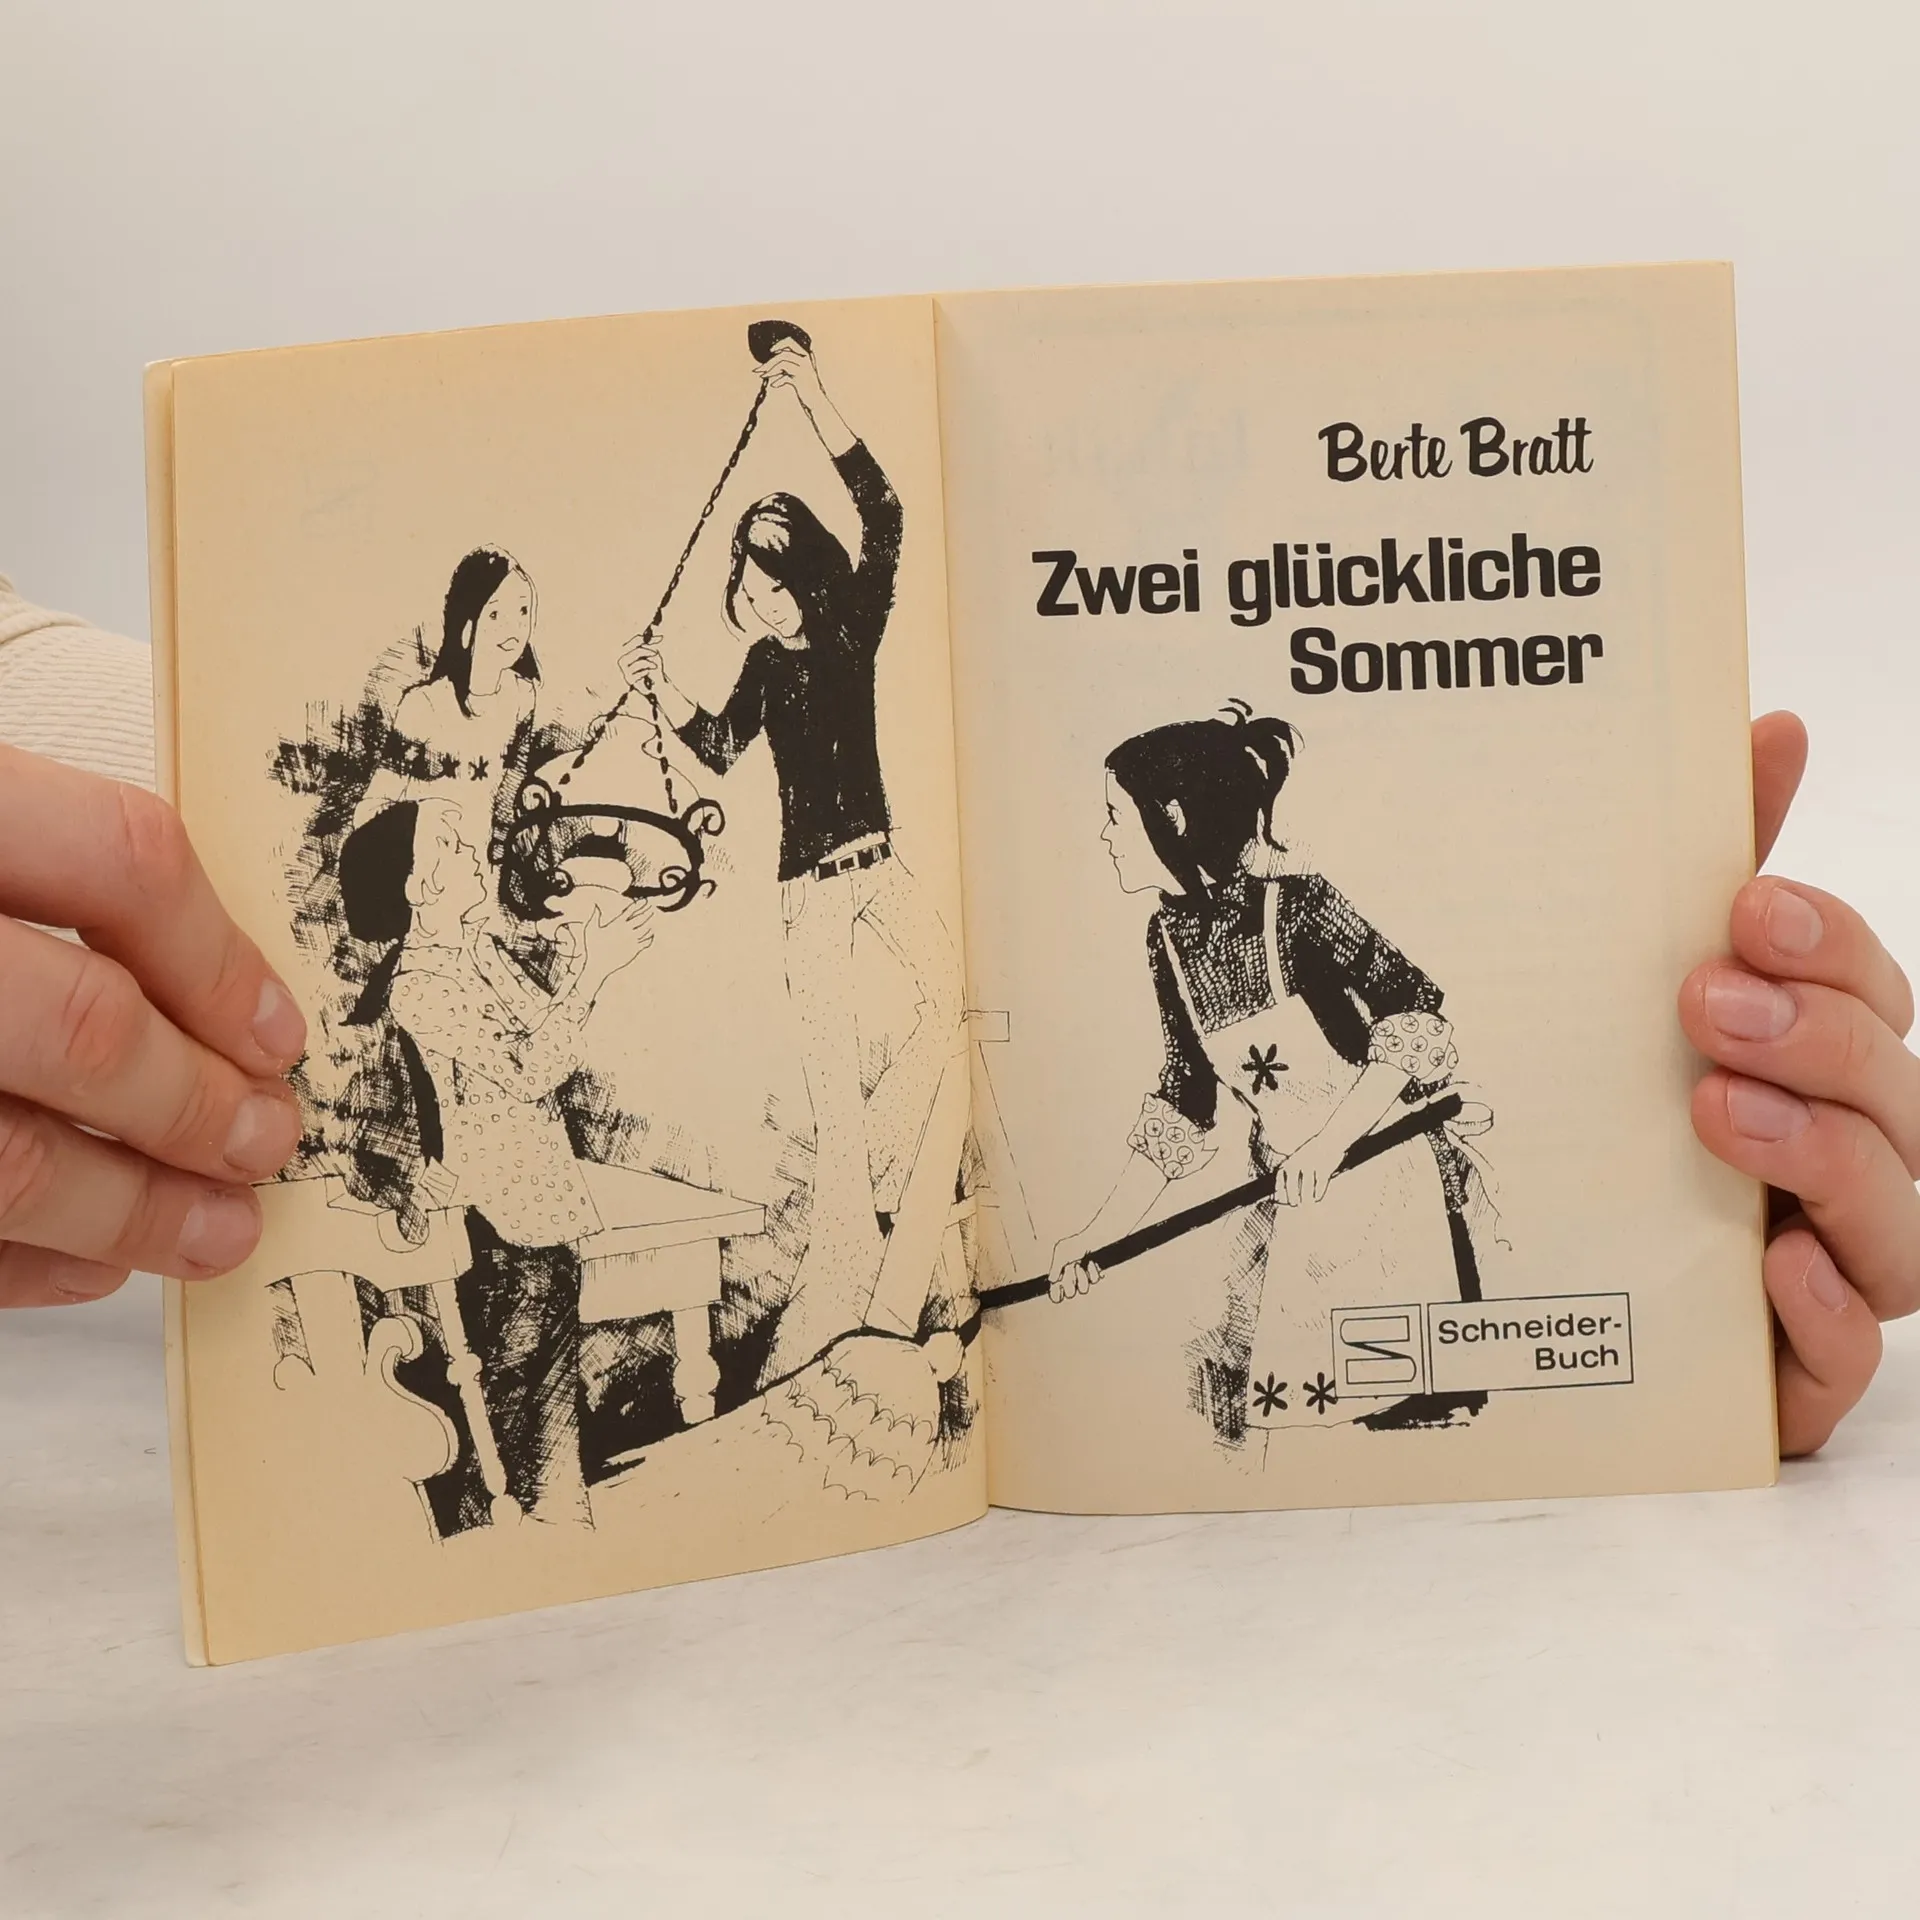 Berte Bratt
Zwei glückliche
Sommer
Schneider-
Buch